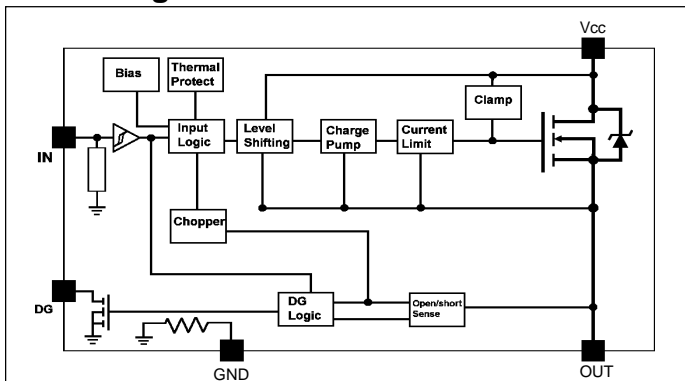 Vcc
Bias
Thermal
Protect
Clamp
IN
Input
Logic
Level
Shifting
Charge
Pump
Current
Limit
Chopper
DG
DG
Logic
Open/short
Sense
GND
OUT